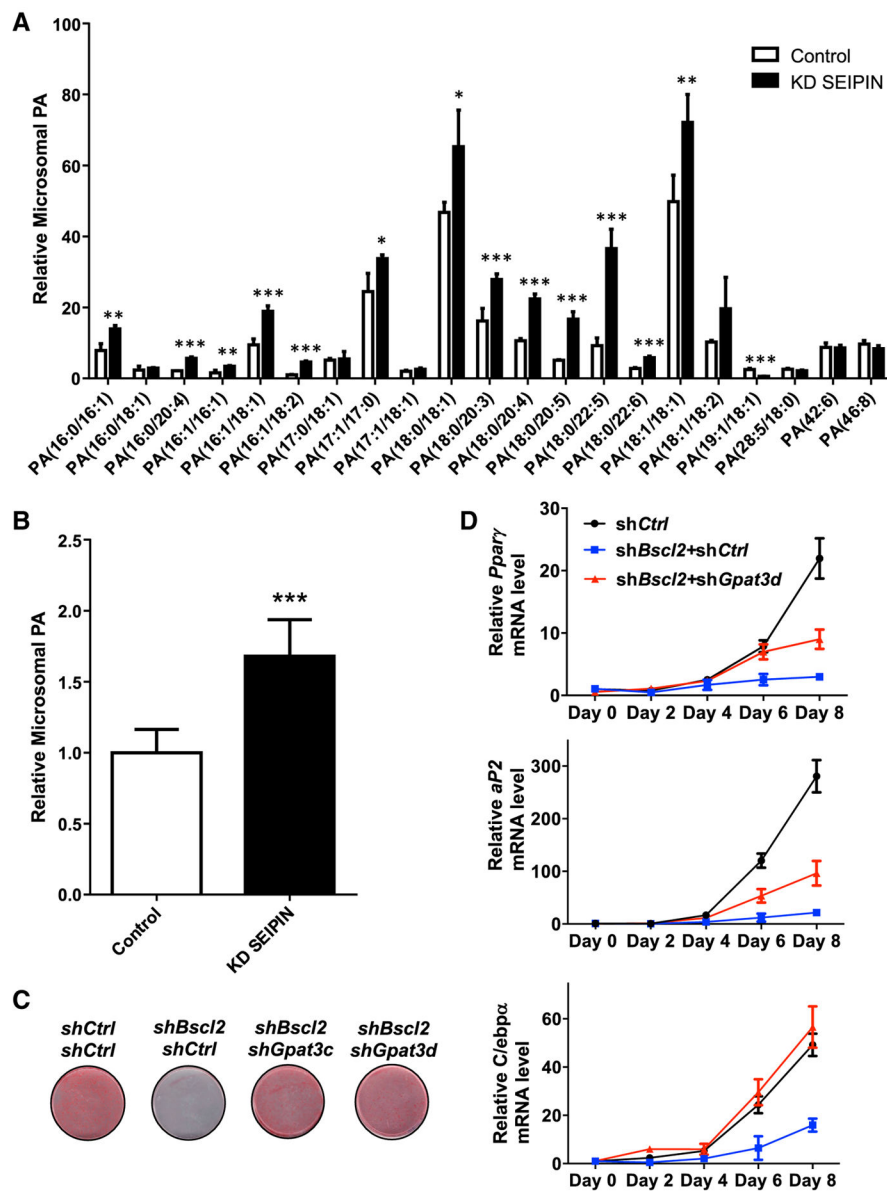 A
Relative Microsomal PA
100
80
60
40
20
0
Control
KD SEIPIN
**
***
**
***
***
*
*
***
***
***
***
***
**
***
PA(16:0/16:1)
PA(16:0/18:1)
PA(16:0/20:4)
PA(16:1/16:1)
PA(16:1/18:1)
PA(16:1/18:2)
PA(17:0/18:1)
PA(17:1/17:0)
PA(17:1/18:1)
PA(18:0/18:1)
PA(18:0/20:3)
PA(18:0/20:4)
PA(18:0/20:5)
PA(18:0/22:5)
PA(18:0/22:6)
PA(18:1/18:1)
PA(18:1/18:2)
PA(19:1/18:1)
PA(28:5/18:0)
PA(42:6)
PA(46:8)
B
Relative Microsomal PA
2.5
2.0
1.5
1.0
0.5
0.0
***
Control
KD SEIPIN
C
shCtrl shBscl2 shBscl2 shBscl2
shCtrl shCtrl shGpat3c shGpat3d
D
Relative Pparγ
mRNA level
30
20
10
0
shCtrl
shBscl2+shCtrl
shBscl2+shGpat3d
Day 0 Day 2 Day 4 Day 6 Day 8
Relative aP2
mRNA level
300
200
100
0
Day 0 Day 2 Day 4 Day 6 Day 8
Relative C/ebpα
mRNA level
60
40
20
0
Day 0 Day 2 Day 4 Day 6 Day 8